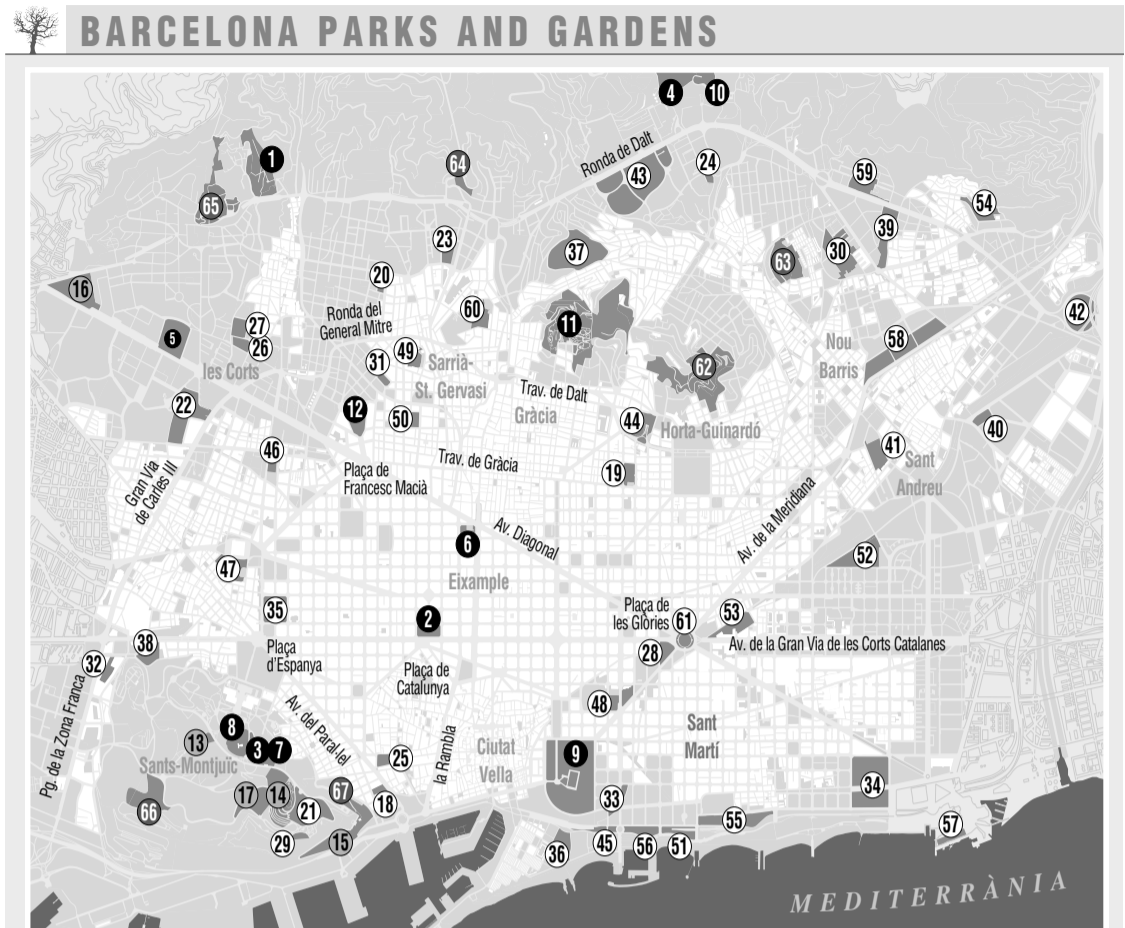 BARCELONA PARKS AND GARDENS
4
10
Ronda de Dalt
1
64
43
24
59
65
54
23
39
37
30
63
20
16
60
42
27
Ronda del
General Mitre
11
5
26
49
Nou
Barris
58
31
Sarrià-
St. Gervasi
62
les Corts
Trav. de Dalt
22
12
50
Gràcia
44
Horta-Guinardó
40
46
41
Sant
Andreu
Trav. de Gràcia
Plaça de
Francesc Macià
19
Gran Via
de Carles III
Av. de la Meridiana
6
Av. Diagonal
52
47
Eixample
35
2
Plaça de
les Glòries
61
53
38
Plaça
d'Espanya
28
Av. de la Gran Via de les Corts Catalanes
32
Plaça de
Catalunya
Pg. de la Zona Franca
48
8
Av. del Paral·lel
13
3
7
la Rambla
Ciutat
Vella
9
Sant
Martí
Sants-Montjuïc
25
17
14
67
34
66
21
18
33
29
15
55
57
36
45
56
51
MEDITERRÀNIA